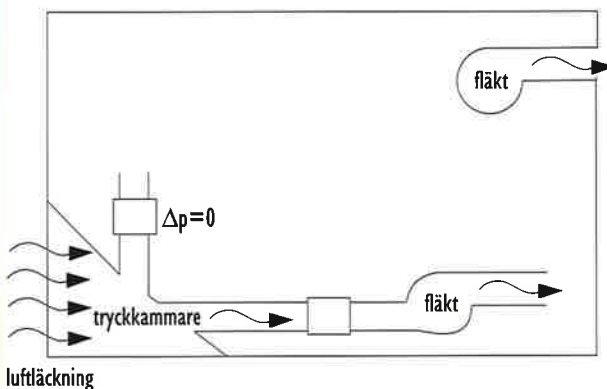 fläkt
Δp=0
fläkt
tryckkammare
luftläckning